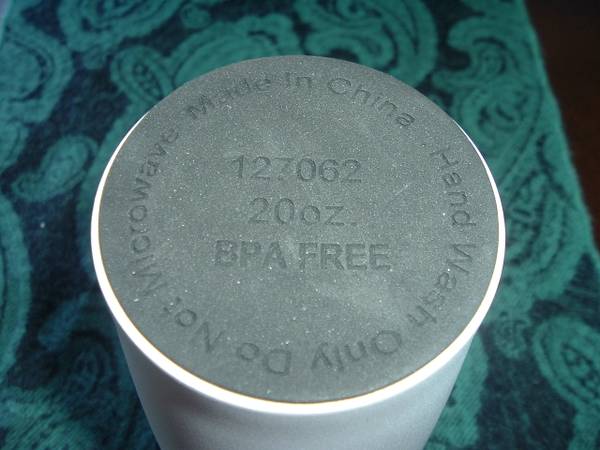 Made In China . Hand Wash Only Do Not Microwave
127062
20oz.
BPA FREE